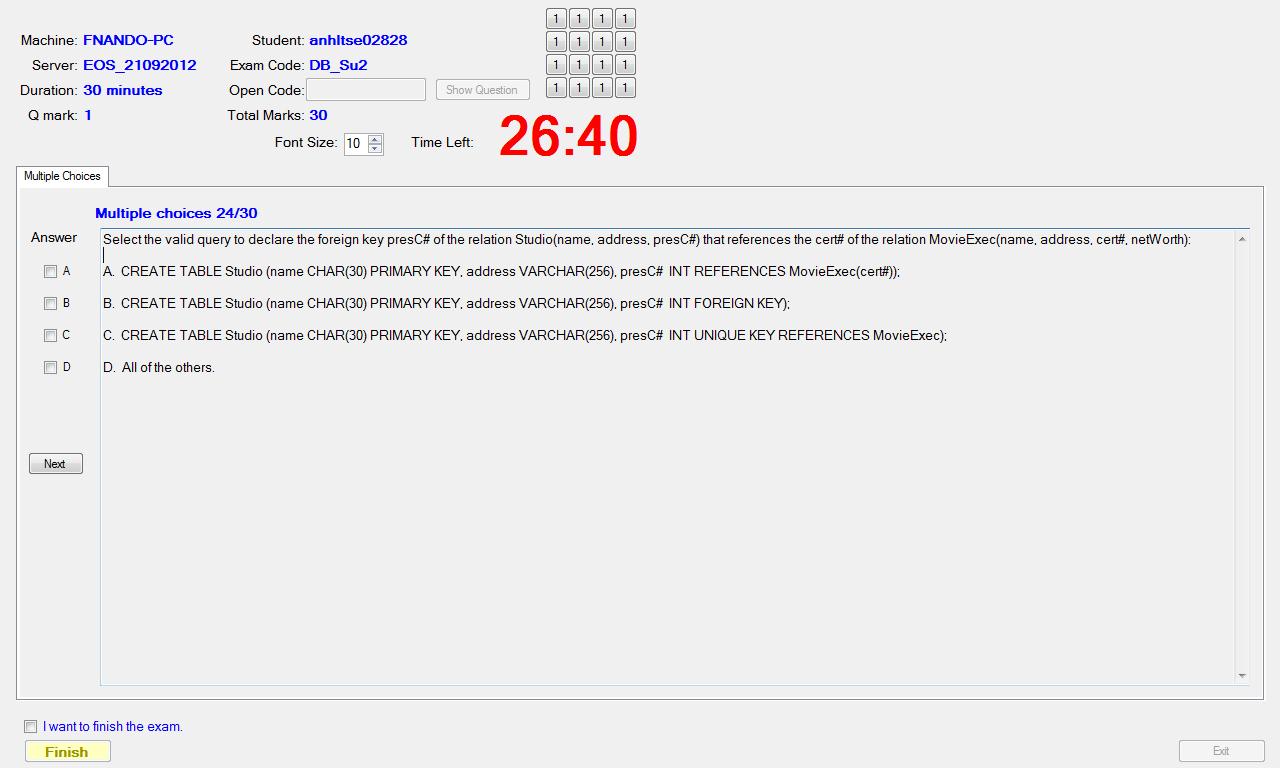 Machine: FNANDO-PC Student: anhltse02828
Server: EOS_21092012 Exam Code: DB_Su2
Duration: 30 minutes Open Code: Show Question
Q mark: 1 Total Marks: 30
1 1 1 1
1 1 1 1
1 1 1 1
1 1 1 1
Font Size: 10 Time Left: 26:40
Multiple Choices
Multiple choices 24/30
Answer
Select the valid query to declare the foreign key presC# of the relation Studio(name, address, presC#) that references the cert# of the relation MovieExec(name, address, cert#, netWorth):
A A. CREATE TABLE Studio (name CHAR(30) PRIMARY KEY, address VARCHAR(256), presC# INT REFERENCES MovieExec(cert#));
B B. CREATE TABLE Studio (name CHAR(30) PRIMARY KEY, address VARCHAR(256), presC# INT FOREIGN KEY);
C C. CREATE TABLE Studio (name CHAR(30) PRIMARY KEY, address VARCHAR(256), presC# INT UNIQUE KEY REFERENCES MovieExec);
D D. All of the others.
Next
I want to finish the exam.
Finish Exit